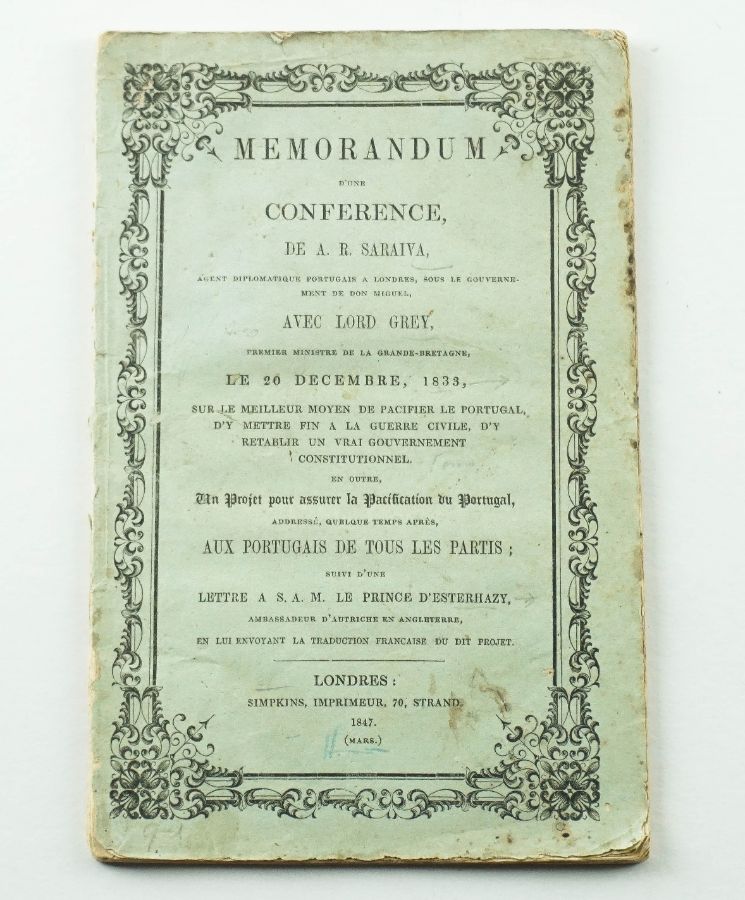 MEMORANDUM
D'UNE
CONFERENCE,
DE A. R. SARAIVA,
AGENT DIPLOMATIQUE PORTUGAIS A LONDRES, SOUS LE GOUVERNE-
MENT DE DON MIGUEL,
AVEC LORD GREY,
PREMIER MINISTRE DE LA GRANDE-BRETAGNE,
LE 20 DECEMBRE, 1833,
SUR LE MEILLEUR MOYEN DE PACIFIER LE PORTUGAL,
D'Y METTRE FIN A LA GUERRE CIVILE, D'Y
RETABLIR UN VRAI GOUVERNEMENT
CONSTITUTIONNEL.
EN OUTRE,
Un Projet pour assurer la Pacification du Portugal,
ADDRESSÉ, QUELQUE TEMPS APRÈS,
AUX PORTUGAIS DE TOUS LES PARTIS ;
SUIVI D'UNE
LETTRE A S. A. M. LE PRINCE D'ESTERHAZY,
AMBASSADEUR D'AUTRICHE EN ANGLETERRE,
EN LUI ENVOYANT LA TRADUCTION FRANCAISE DU DIT PROJET.
LONDRES :
SIMPKINS, IMPRIMEUR, 70, STRAND.
1847.
(MARS.)